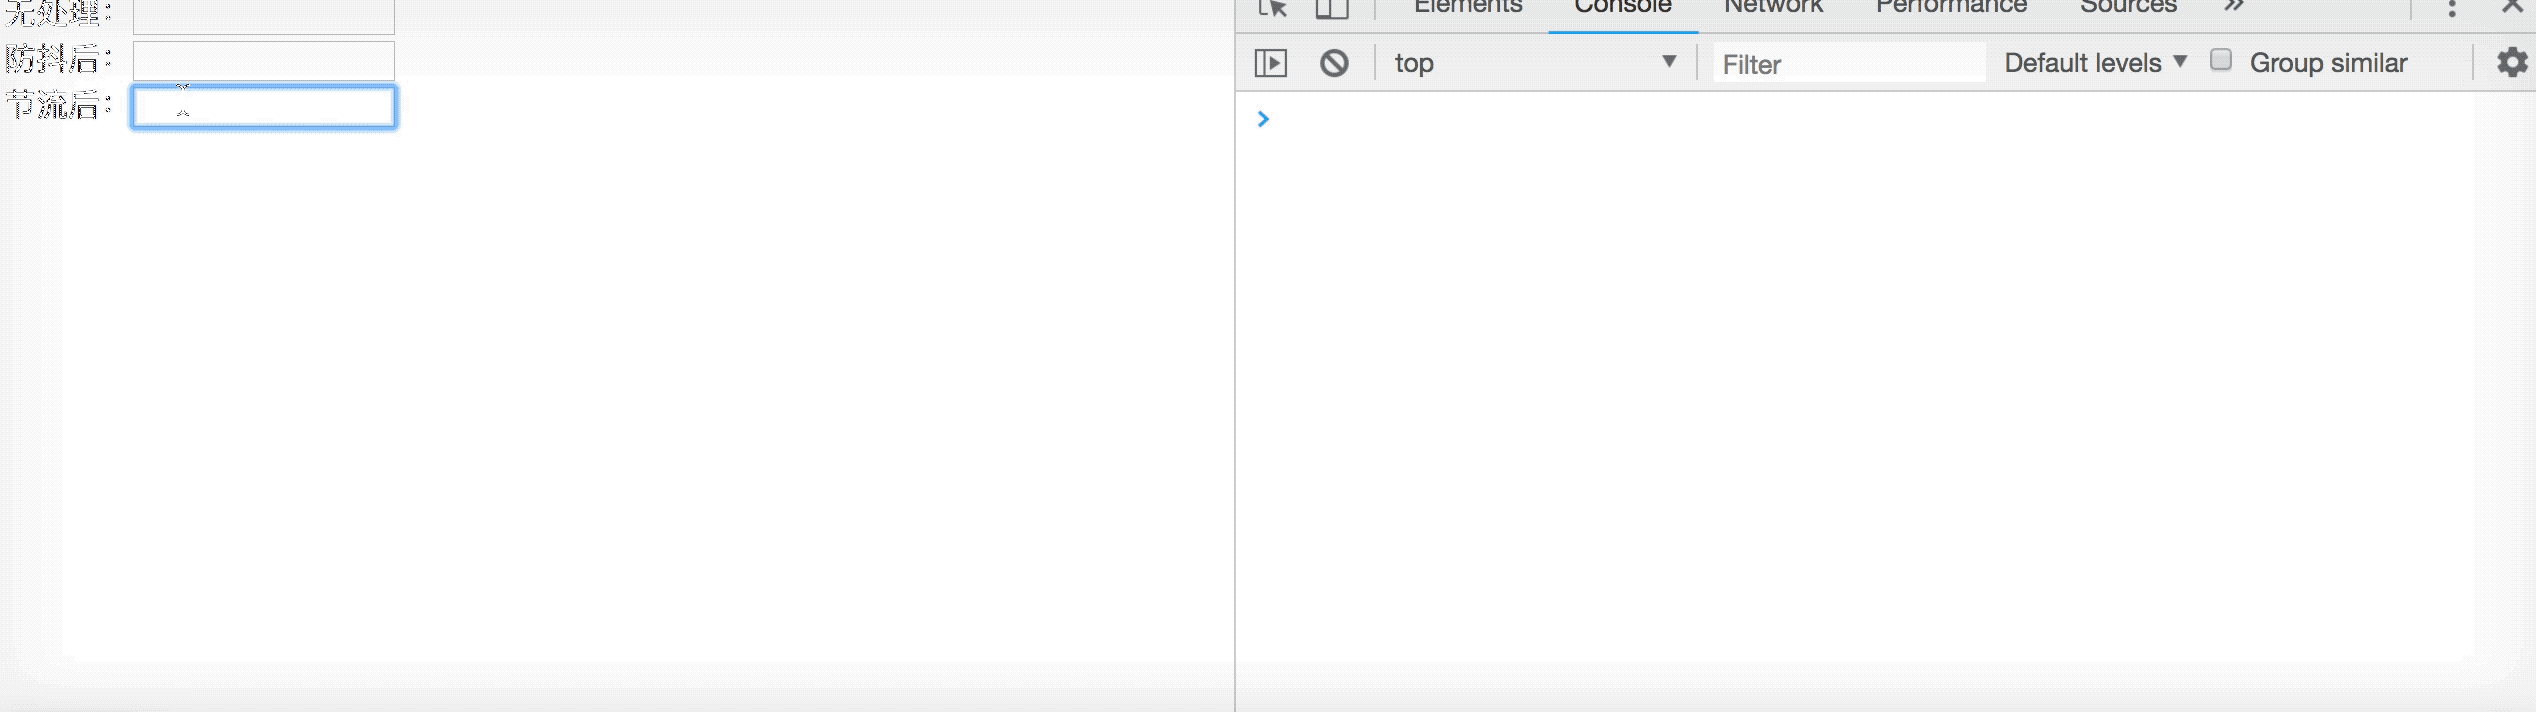 无处理：
防抖后：
节流后：
Elements Console Network Performance Sources »
top Filter Default levels Group similar